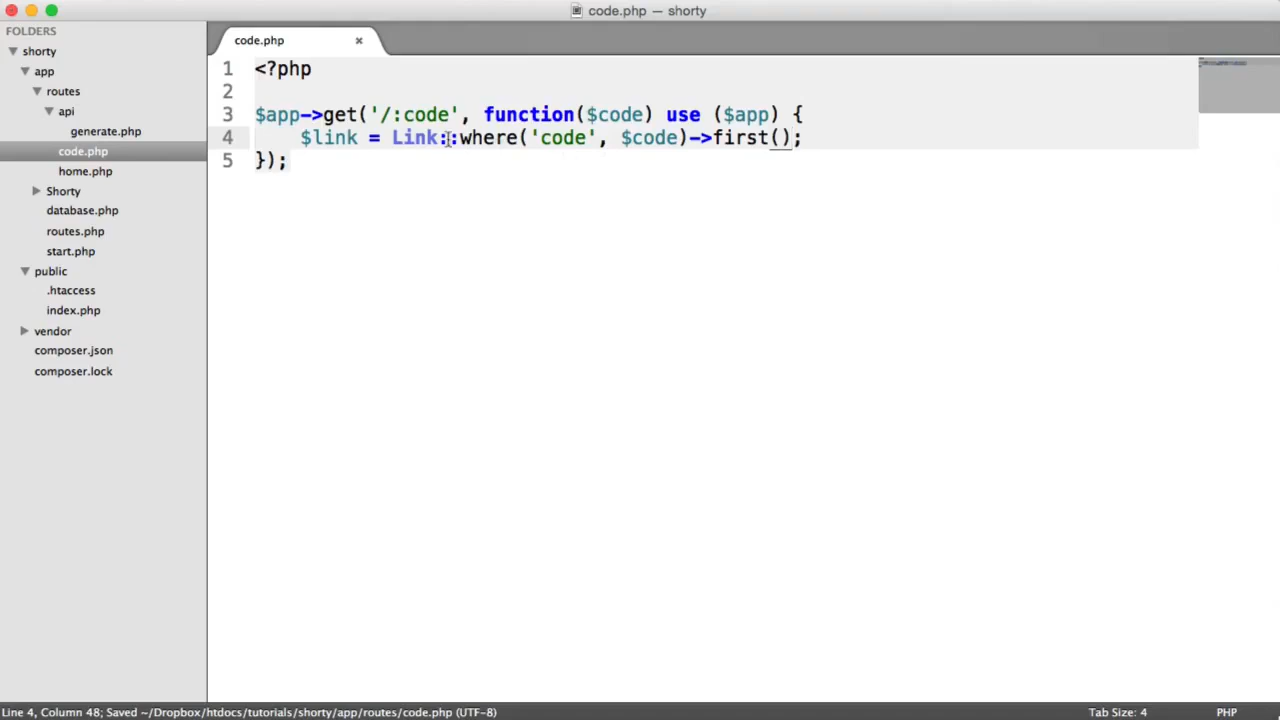 code.php — shorty
FOLDERS
shorty
app
routes
api
generate.php
code.php
home.php
Shorty
database.php
routes.php
start.php
public
.htaccess
index.php
vendor
composer.json
composer.lock
code.php ×
1 <?php
2
3 $app->get('/:code', function($code) use ($app) {
4 $link = Link::where('code', $code)->first();
5 });
Line 4, Column 48; Saved ~/Dropbox/htdocs/tutorials/shorty/app/routes/code.php (UTF-8)
Tab Size: 4
PHP